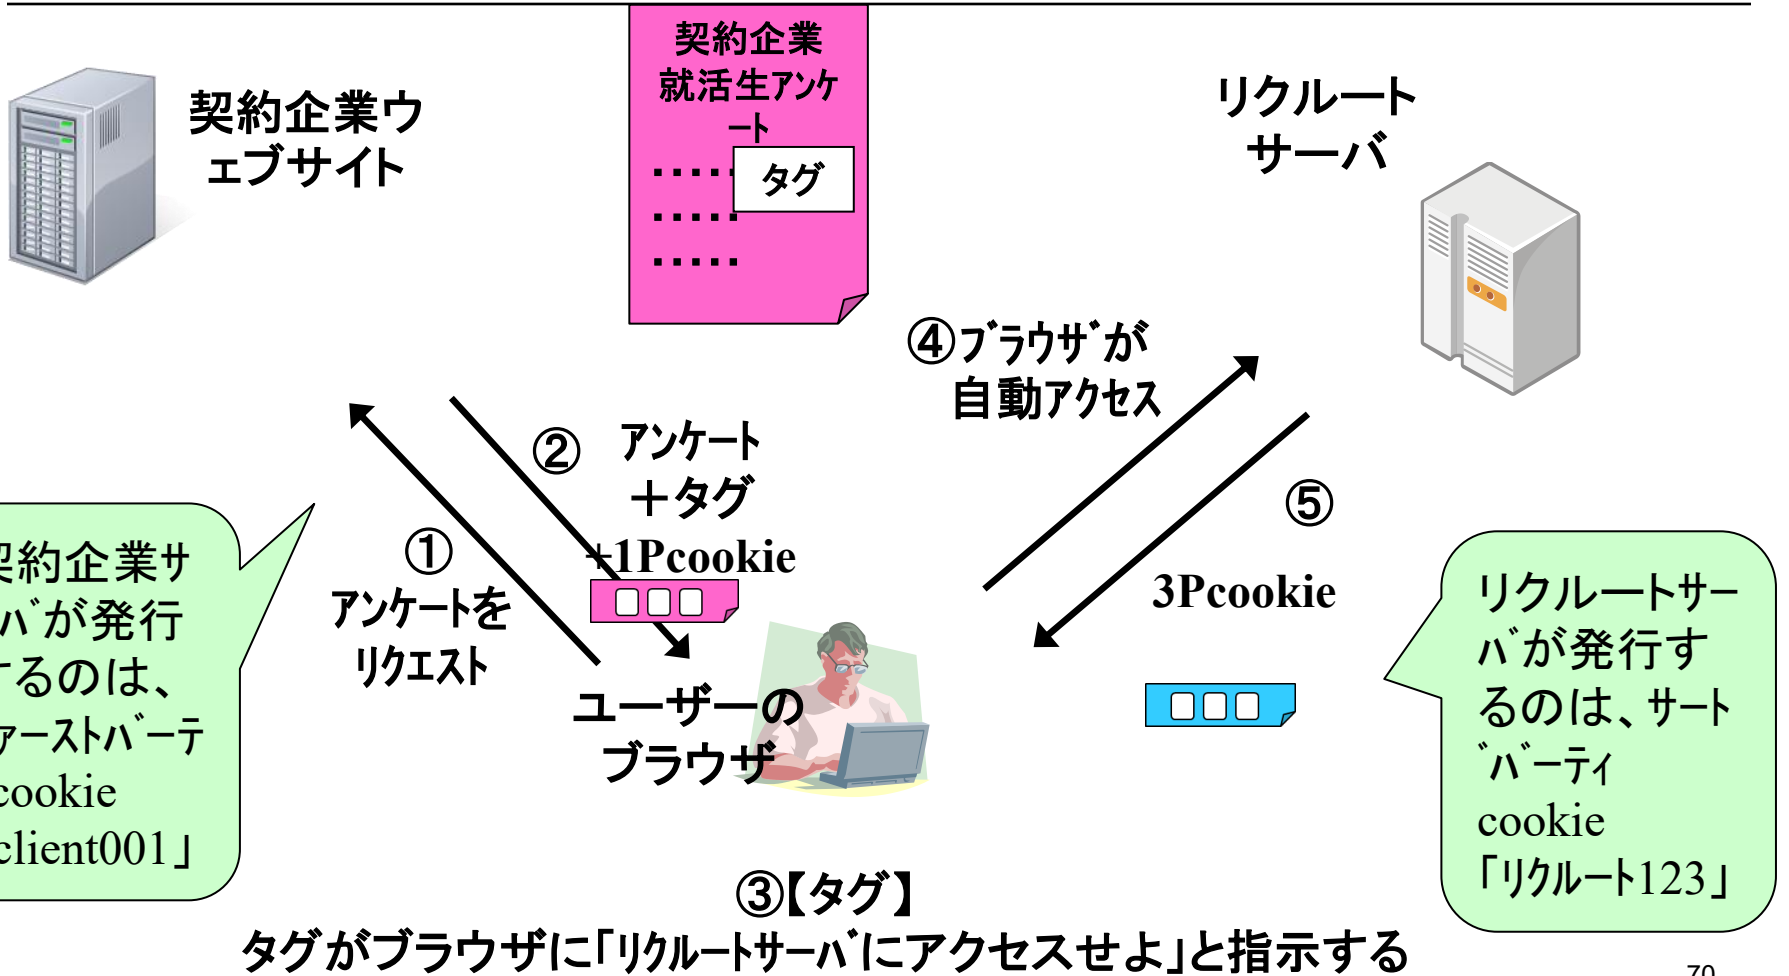 契約企業ウ
ェブサイト
契約企業
就活生アンケ
ート
・・・・・
タグ
・・・・・
・・・・・
リクルート
サーバ
④ブラウザが
自動アクセス
②
アンケート
＋タグ
+1Pcookie
①
アンケートを
リクエスト
⑤
3Pcookie
ユーザーの
ブラウザ
契約企業サ
バが発行
するのは、
ァーストパーテ
cookie
client001」
リクルートサー
バが発行す
るのは、サート
゙パーティ
cookie
「リクルート123」
③【タグ】
タグがブラウザに「リクルートサーバにアクセスせよ」と指示する
70